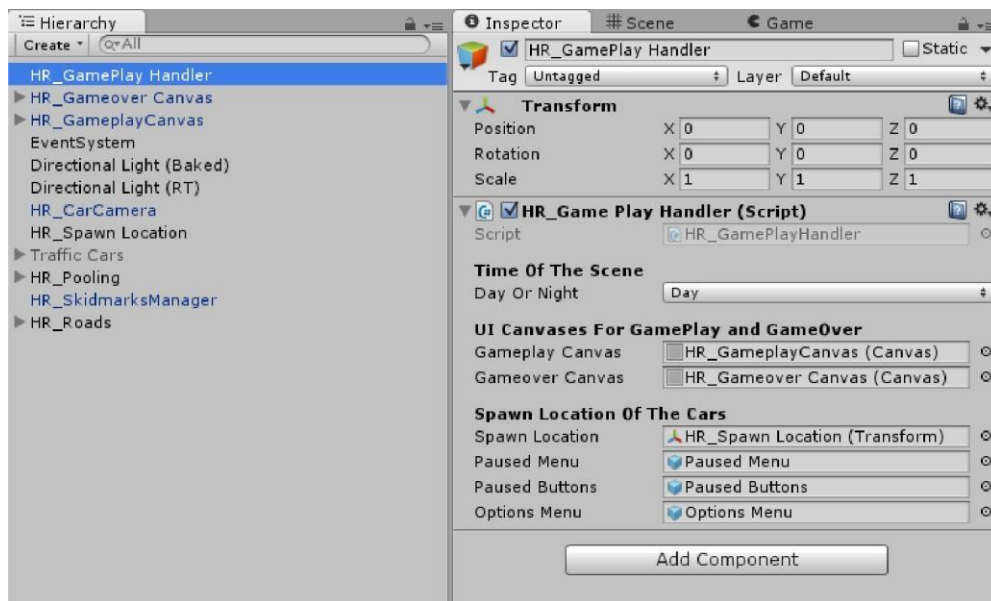 Hierarchy
Create
All
HR_GamePlay Handler
HR_Gameover Canvas
HR_GameplayCanvas
EventSystem
Directional Light (Baked)
Directional Light (RT)
HR_CarCamera
HR_Spawn Location
Traffic Cars
HR_Pooling
HR_SkidmarksManager
HR_Roads
Inspector Scene Game
HR_GamePlay Handler Static
Tag Untagged Layer Default
Transform
Position X 0 Y 0 Z 0
Rotation X 0 Y 0 Z 0
Scale X 1 Y 1 Z 1
HR_Game Play Handler (Script)
Script HR_GamePlayHandler
Time Of The Scene
Day Or Night Day
UI Canvases For GamePlay and GameOver
Gameplay Canvas HR_GameplayCanvas (Canvas)
Gameover Canvas HR_Gameover Canvas (Canvas)
Spawn Location Of The Cars
Spawn Location HR_Spawn Location (Transform)
Paused Menu Paused Menu
Paused Buttons Paused Buttons
Options Menu Options Menu
Add Component